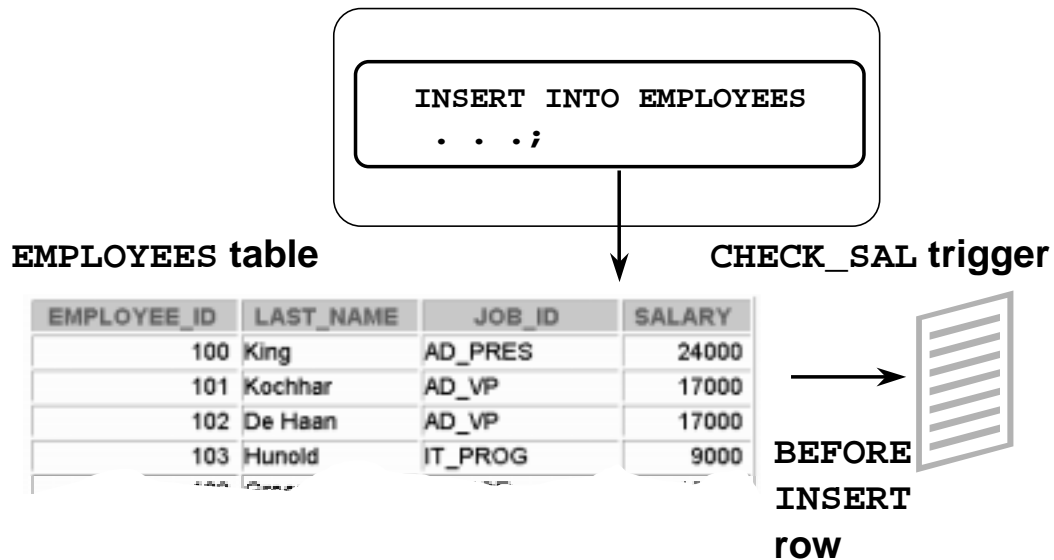 INSERT INTO EMPLOYEES
. . .;
EMPLOYEES table
CHECK_SAL trigger
EMPLOYEE_ID LAST_NAME JOB_ID SALARY
100 King AD_PRES 24000
101 Kochhar AD_VP 17000
102 De Haan AD_VP 17000
103 Hunold IT_PROG 9000
BEFORE
INSERT
row